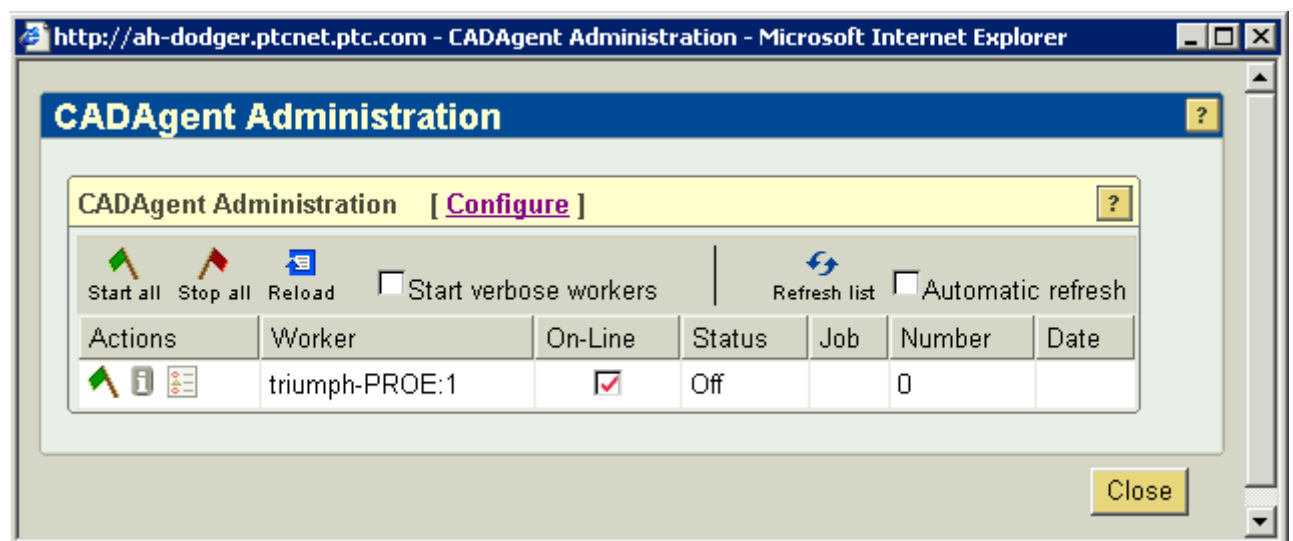 http://ah-dodger.ptcnet.ptc.com - CADAgent Administration - Microsoft Internet Explorer
CADAgent Administration ?
CADAgent Administration [ Configure ] ?
Start all Stop all Reload Start verbose workers Refresh list Automatic refresh
Actions Worker On-Line Status Job Number Date
triumph-PROE:1 Off 0
Close